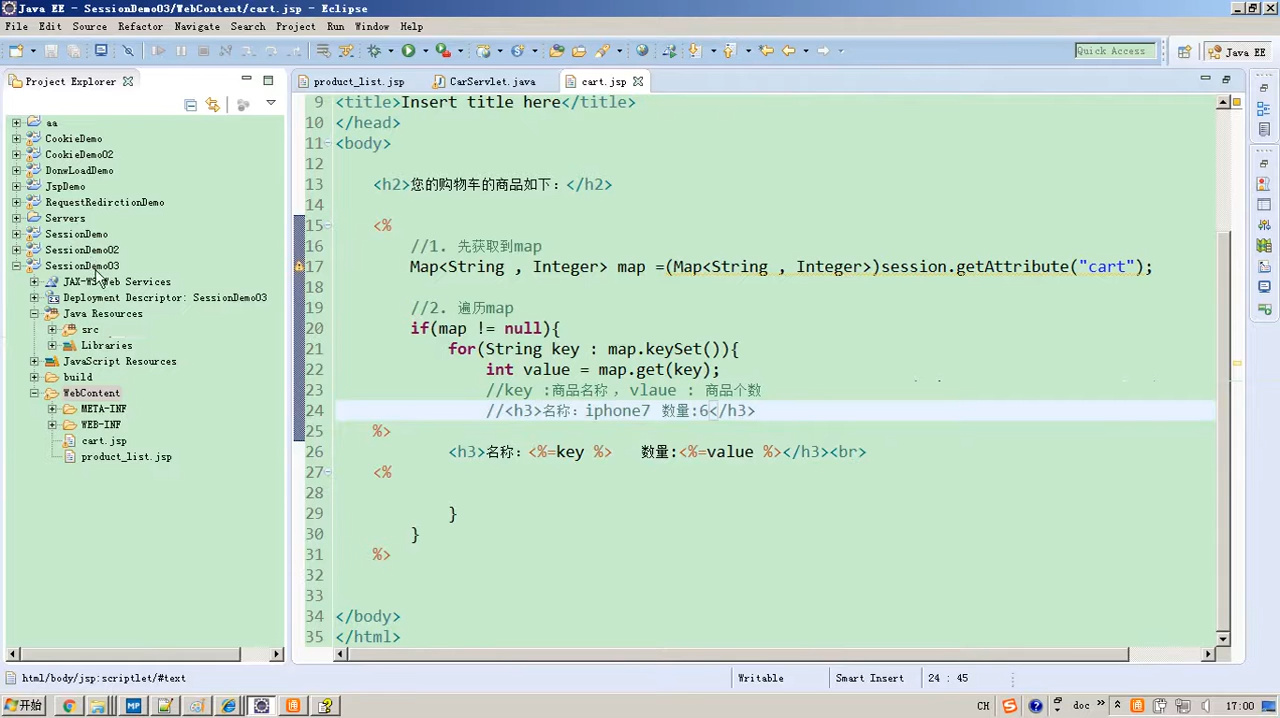 Java EE - SessionDemo03/WebContent/cart.jsp - Eclipse
File Edit Source Refactor Navigate Search Project Run Window Help
Quick Access Java EE
Project Explorer
product_list.jsp CarServlet.java cart.jsp
aa
CookieDemo
CookieDemo02
DonwLoadDemo
JspDemo
RequestRedirctionDemo
Servers
SessionDemo
SessionDemo02
SessionDemo03
JAX-WS Web Services
Deployment Descriptor: SessionDemo03
Java Resources
src
Libraries
JavaScript Resources
build
WebContent
META-INF
WEB-INF
cart.jsp
product_list.jsp
9 <title>Insert title here</title>
10 </head>
11 <body>
12
13 <h2>您的购物车的商品如下：</h2>
14
15 <%
16 //1. 先获取到map
17 Map<String , Integer> map =(Map<String , Integer>)session.getAttribute("cart");
18
19 //2. 遍历map
20 if(map != null){
21 for(String key : map.keySet()){
22 int value = map.get(key);
23 //key :商品名称 ，vlaue : 商品个数
24 //<h3>名称：iphone7 数量:6</h3>
25 %>
26 <h3>名称：<%=key %> 数量:<%=value %></h3><br>
27 <%
28
29 }
30 }
31 %>
32
33
34 </body>
35 </html>
html/body/jsp:scriptlet/#text Writable Smart Insert 24 : 45
开始 MP CH doc 17:00